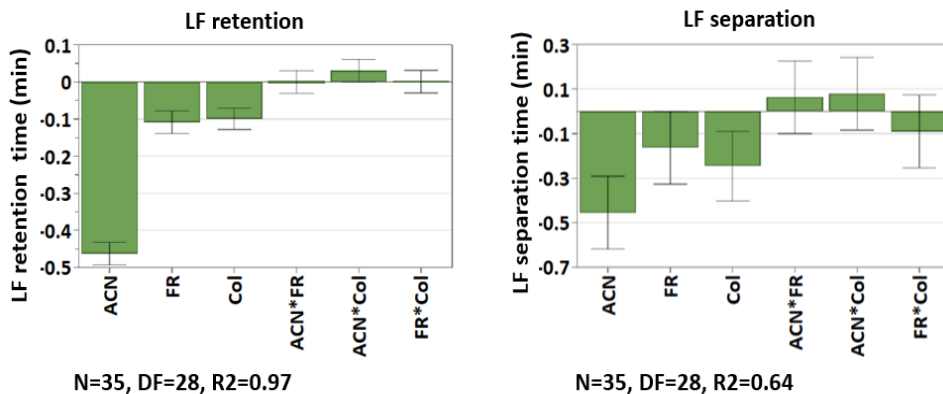 LF retention
LF retention time (min)
0.1
0
-0.1
-0.2
-0.3
-0.4
-0.5
ACN
FR
Col
ACN*FR
ACN*Col
FR*Col
N=35, DF=28, R2=0.97
LF separation
LF separation time (min)
0.3
-0.1
-0.3
-0.5
-0.7
ACN
FR
Col
ACN*FR
ACN*Col
FR*Col
N=35, DF=28, R2=0.64